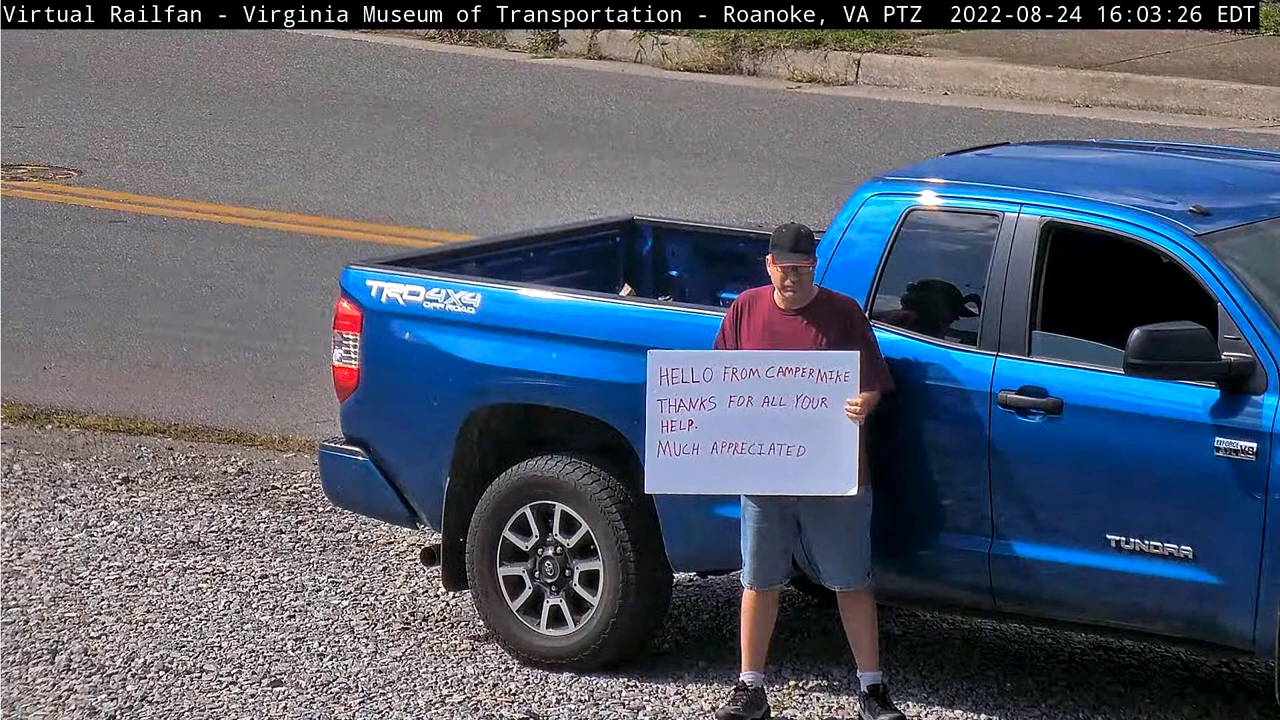 Virtual Railfan - Virginia Museum of Transportation - Roanoke, VA PTZ 2022-08-24 16:03:26 EDT
TRD 4X4
OFF ROAD
HELLO FROM CAMPERMIKE
THANKS FOR ALL YOUR
HELP.
MUCH APPRECIATED
TUNDRA